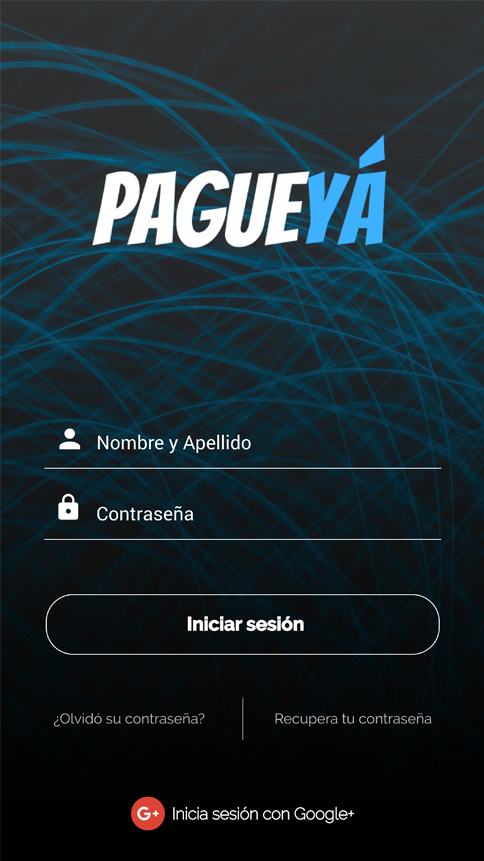 PAGUEYÁ
Nombre y Apellido
Contraseña
Iniciar sesión
¿Olvidó su contraseña?
Recupera tu contraseña
G+ Inicia sesión con Google+